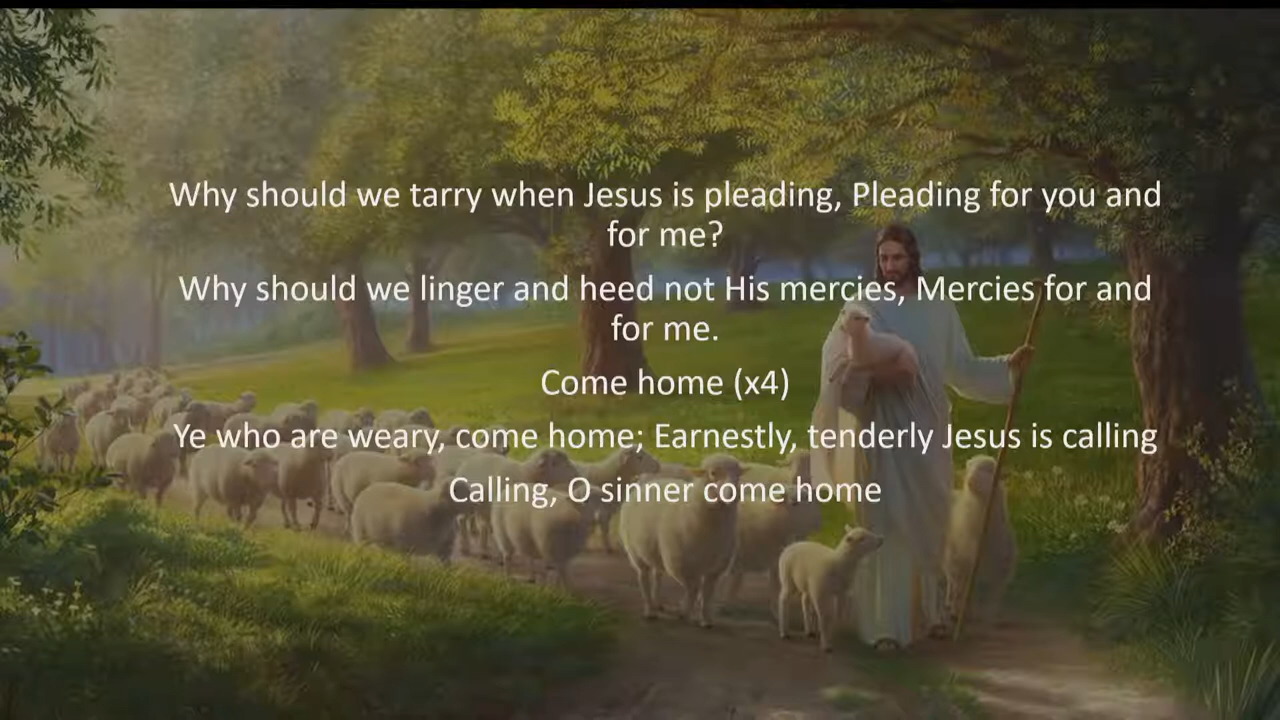 Why should we tarry when Jesus is pleading, Pleading for you and
for me?
Why should we linger and heed not His mercies, Mercies for and
for me.
Come home (x4)
Ye who are weary, come home; Earnestly, tenderly Jesus is calling
Calling, O sinner come home